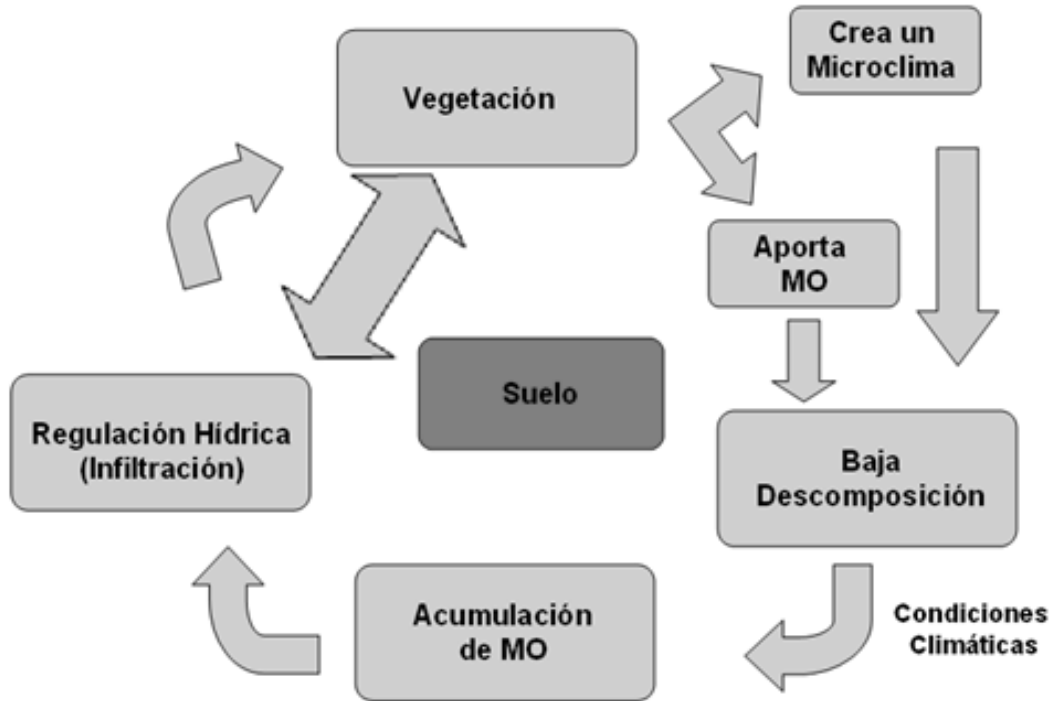 Vegetación
Crea un
Microclima
Aporta
MO
Suelo
Regulación Hídrica
(Infiltración)
Baja
Descomposición
Condiciones
Climáticas
Acumulación
de MO